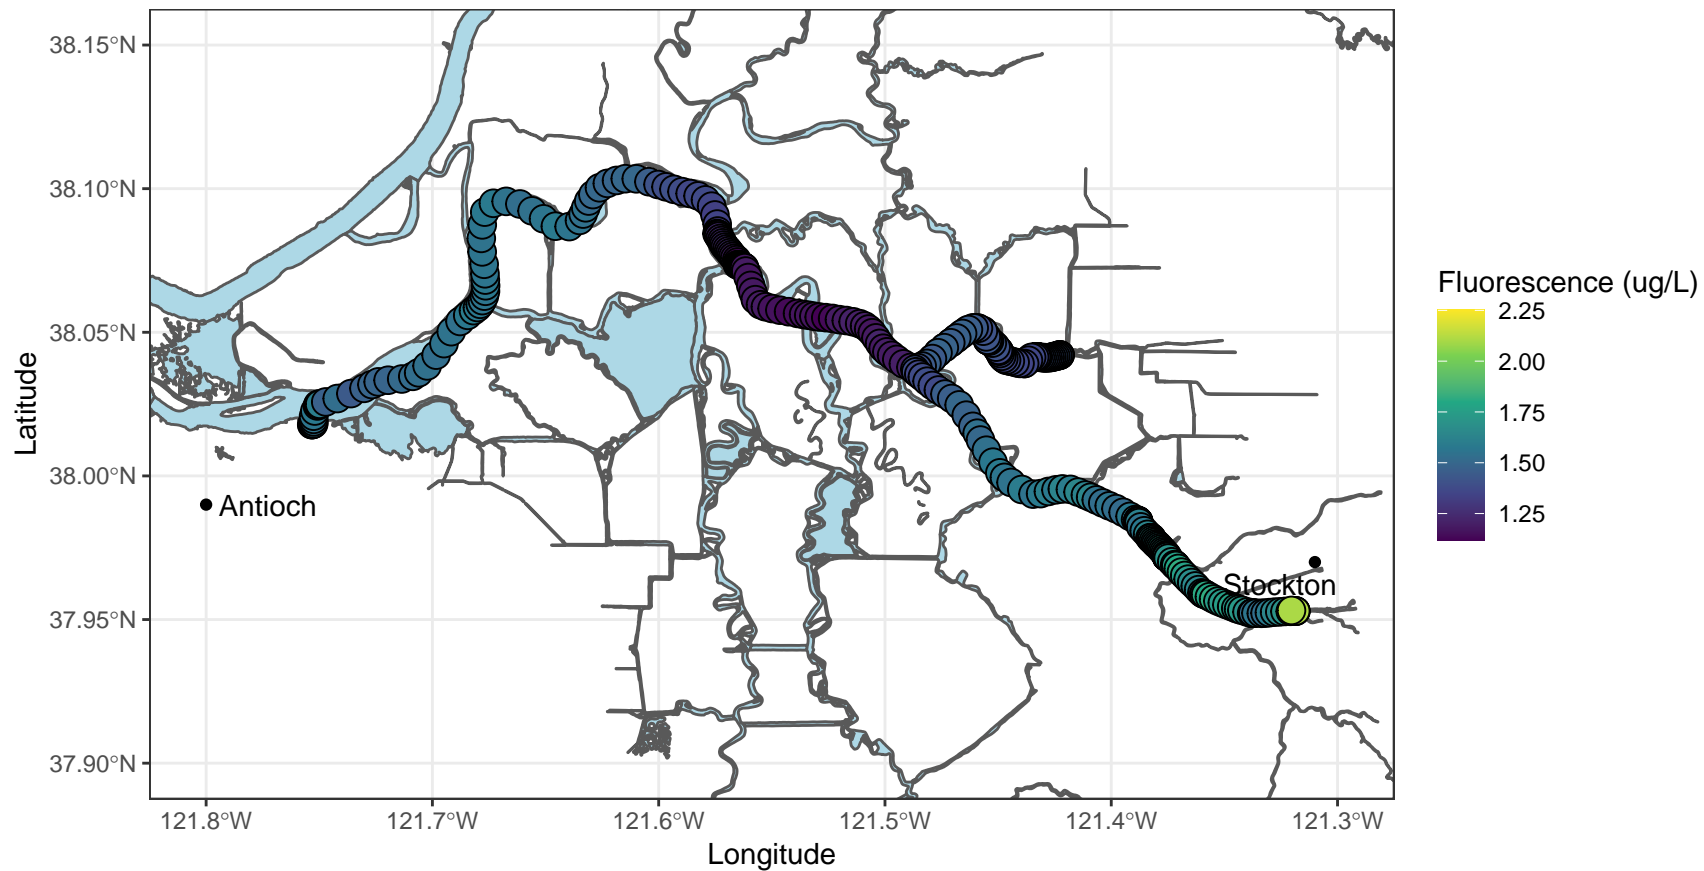 38.15°N
38.10°N
38.05°N
38.00°N
37.95°N
37.90°N
Latitude
Antioch
Stockton
121.8°W
121.7°W
121.6°W
121.5°W
121.4°W
121.3°W
Longitude
Fluorescence (ug/L)
2.25
2.00
1.75
1.50
1.25